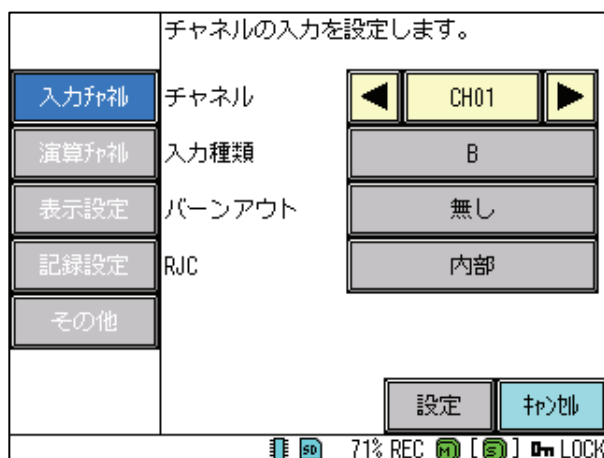 チャネルの入力を設定します。
入力ﾁｬﾈﾙ
チャネル
CH01
演算ﾁｬﾈﾙ
入力種類
B
表示設定
バーンアウト
無し
記録設定
RJC
内部
その他
設定
ｷｬﾝｾﾙ
SD 71% REC M [S] LOCK